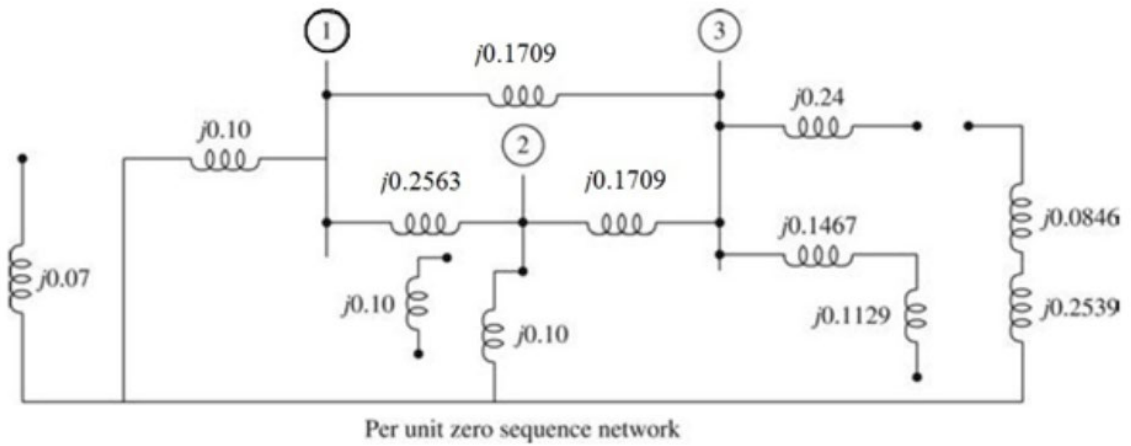 1
3
j0.1709
j0.10
j0.24
2
j0.2563
j0.1709
j0.1467
j0.0846
j0.07
j0.10
j0.10
j0.1129
j0.2539
Per unit zero sequence network